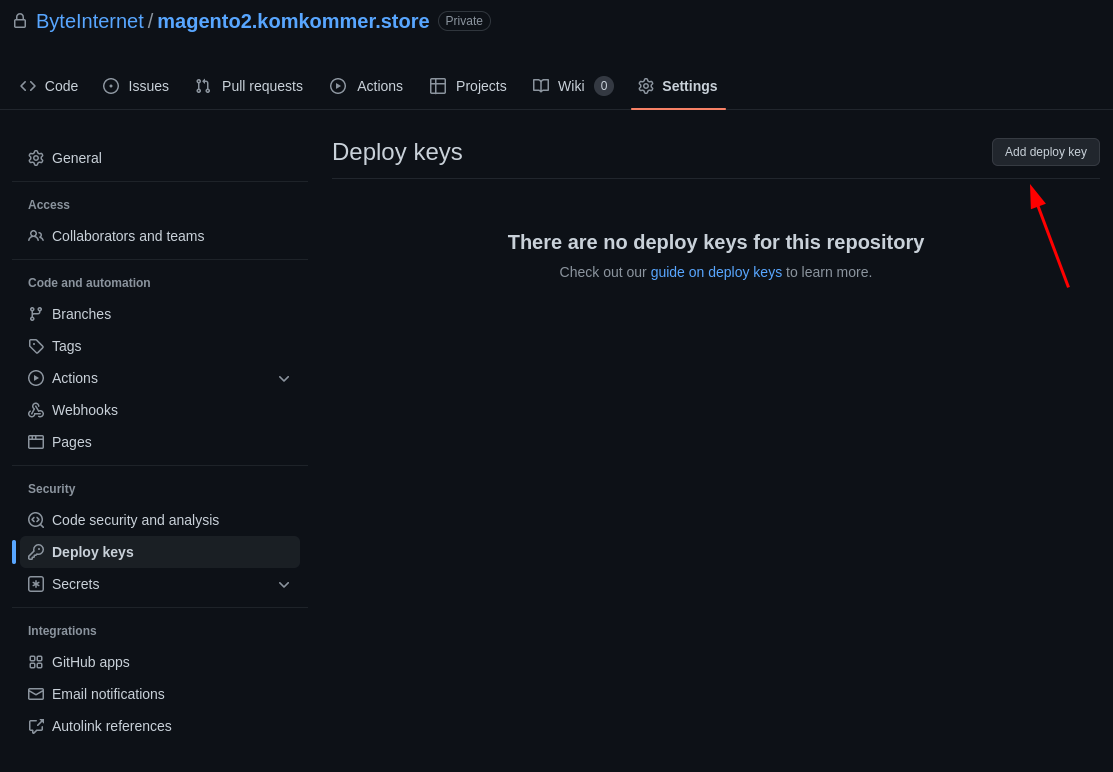 ByteInternet / magento2.komkommer.store Private
Code Issues Pull requests Actions Projects Wiki 0 Settings
General
Access
Collaborators and teams
Code and automation
Branches
Tags
Actions
Webhooks
Pages
Security
Code security and analysis
Deploy keys
Secrets
Integrations
GitHub apps
Email notifications
Autolink references
Deploy keys
Add deploy key
There are no deploy keys for this repository
Check out our guide on deploy keys to learn more.